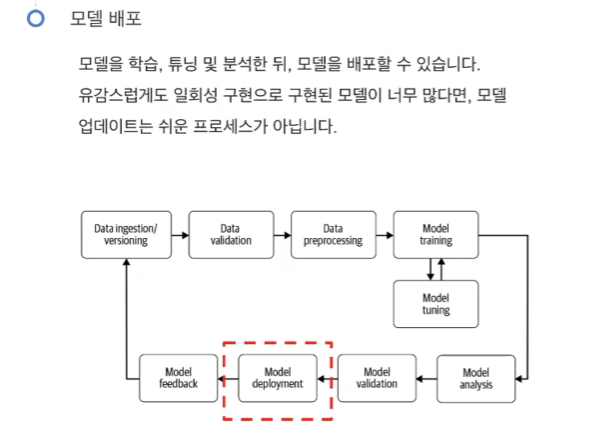 모델 배포
모델을 학습, 튜닝 및 분석한 뒤, 모델을 배포할 수 있습니다.
유감스럽게도 일회성 구현으로 구현된 모델이 너무 많다면, 모델
업데이트는 쉬운 프로세스가 아닙니다.
Data ingestion/
versioning
Data
validation
Data
preprocessing
Model
training
Model
tuning
Model
feedback
Model
deployment
Model
validation
Model
analysis